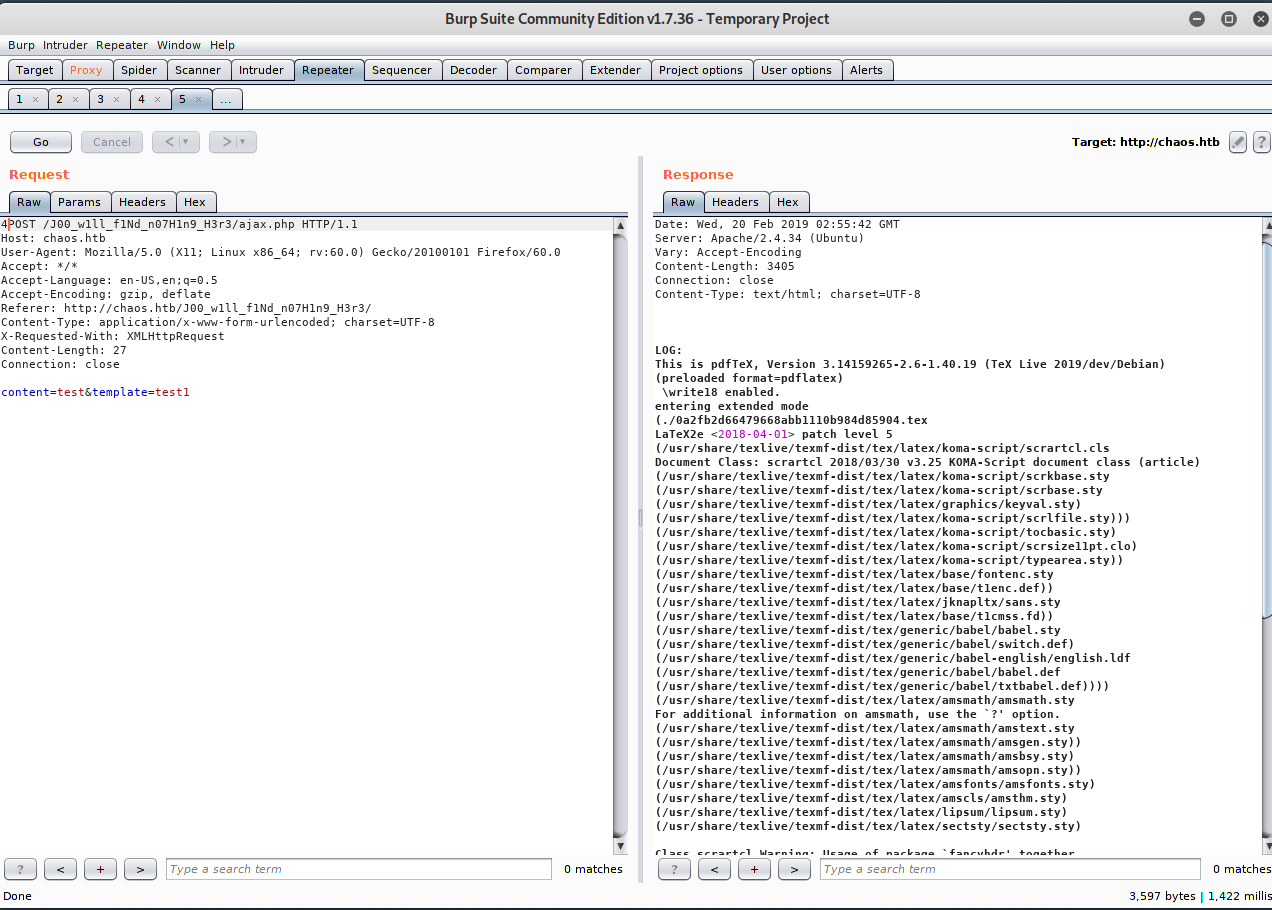 Burp Suite Community Edition v1.7.36 - Temporary Project
Burp Intruder Repeater Window Help
Target Proxy Spider Scanner Intruder Repeater Sequencer Decoder Comparer Extender Project options User options Alerts
1 × 2 × 3 × 4 × 5 × ...
Go Cancel < > Target: http://chaos.htb ?
Request
Raw Params Headers Hex
4POST /J00_w1ll_f1Nd_n07H1n9_H3r3/ajax.php HTTP/1.1
Host: chaos.htb
User-Agent: Mozilla/5.0 (X11; Linux x86_64; rv:60.0) Gecko/20100101 Firefox/60.0
Accept: */*
Accept-Language: en-US,en;q=0.5
Accept-Encoding: gzip, deflate
Referer: http://chaos.htb/J00_w1ll_f1Nd_n07H1n9_H3r3/
Content-Type: application/x-www-form-urlencoded; charset=UTF-8
X-Requested-With: XMLHttpRequest
Content-Length: 27
Connection: close
content=test&template=test1
? < + > Type a search term 0 matches
Response
Raw Headers Hex
Date: Wed, 20 Feb 2019 02:55:42 GMT
Server: Apache/2.4.34 (Ubuntu)
Vary: Accept-Encoding
Content-Length: 3405
Connection: close
Content-Type: text/html; charset=UTF-8
LOG:
This is pdfTeX, Version 3.14159265-2.6-1.40.19 (TeX Live 2019/dev/Debian)
(preloaded format=pdflatex)
\write18 enabled.
entering extended mode
(./0a2fb2d66479668abb1110b984d85904.tex
LaTeX2e <2018-04-01> patch level 5
(/usr/share/texlive/texmf-dist/tex/latex/koma-script/scrartcl.cls
Document Class: scrartcl 2018/03/30 v3.25 KOMA-Script document class (article)
(/usr/share/texlive/texmf-dist/tex/latex/koma-script/scrkbase.sty
(/usr/share/texlive/texmf-dist/tex/latex/koma-script/scrbase.sty
(/usr/share/texlive/texmf-dist/tex/latex/graphics/keyval.sty)
(/usr/share/texlive/texmf-dist/tex/latex/koma-script/scrlfile.sty)))
(/usr/share/texlive/texmf-dist/tex/latex/koma-script/tocbasic.sty)
(/usr/share/texlive/texmf-dist/tex/latex/koma-script/scrsize11pt.clo)
(/usr/share/texlive/texmf-dist/tex/latex/koma-script/typearea.sty))
(/usr/share/texlive/texmf-dist/tex/latex/base/fontenc.sty
(/usr/share/texlive/texmf-dist/tex/latex/base/t1enc.def))
(/usr/share/texlive/texmf-dist/tex/latex/jknapltx/sans.sty
(/usr/share/texlive/texmf-dist/tex/latex/base/t1cmss.fd))
(/usr/share/texlive/texmf-dist/tex/generic/babel/babel.sty
(/usr/share/texlive/texmf-dist/tex/generic/babel/switch.def)
(/usr/share/texlive/texmf-dist/tex/generic/babel-english/english.ldf
(/usr/share/texlive/texmf-dist/tex/generic/babel/babel.def
(/usr/share/texlive/texmf-dist/tex/generic/babel/txtbabel.def))))
(/usr/share/texlive/texmf-dist/tex/latex/amsmath/amsmath.sty
For additional information on amsmath, use the `?' option.
(/usr/share/texlive/texmf-dist/tex/latex/amsmath/amstext.sty
(/usr/share/texlive/texmf-dist/tex/latex/amsmath/amsgen.sty))
(/usr/share/texlive/texmf-dist/tex/latex/amsmath/amsbsy.sty)
(/usr/share/texlive/texmf-dist/tex/latex/amsmath/amsopn.sty))
(/usr/share/texlive/texmf-dist/tex/latex/amsfonts/amsfonts.sty)
(/usr/share/texlive/texmf-dist/tex/latex/amscls/amsthm.sty)
(/usr/share/texlive/texmf-dist/tex/latex/lipsum/lipsum.sty)
(/usr/share/texlive/texmf-dist/tex/latex/sectsty/sectsty.sty)
Class scrartcl Warning: Usage of package `fancyhdr' together
? < + > Type a search term 0 matches
Done 3,597 bytes | 1,422 millis